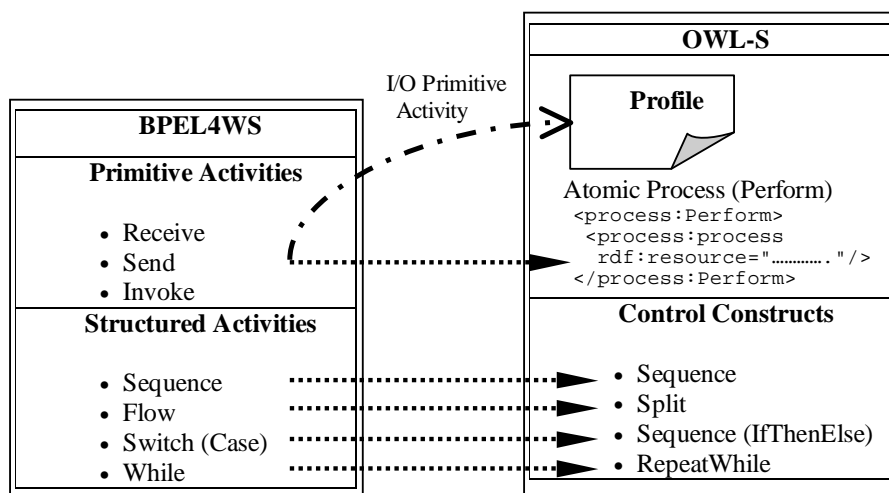 OWL-S
I/O Primitive
Activity
Profile
BPEL4WS
Primitive Activities
• Receive
• Send
• Invoke
Atomic Process (Perform)
<process:Perform>
<process:process
rdf:resource="…………."/>
</process:Perform>
Structured Activities
• Sequence
• Flow
• Switch (Case)
• While
Control Constructs
• Sequence
• Split
• Sequence (IfThenElse)
• RepeatWhile